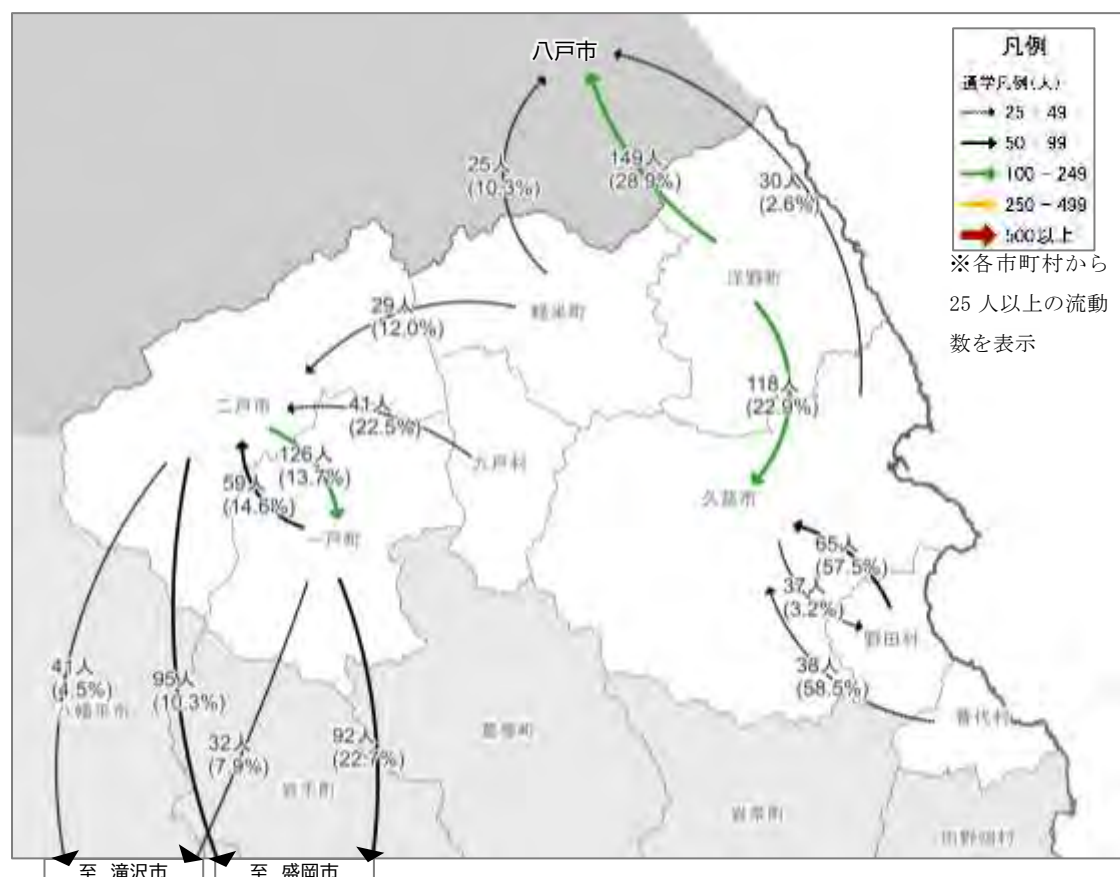 八戸市
凡例
通学凡例(人)
25 - 49
50 - 99
100 - 249
250 - 499
500以上
※各市町村から
25 人以上の流動
数を表示
149人
(28.9%)
25人
(10.3%)
30人
(2.6%)
洋野町
軽米町
29人
(12.0%)
118人
(22.9%)
二戸市
41人
(22.5%)
九戸村
126人
(13.7%)
59人
(14.6%)
一戸町
久慈市
65人
(57.5%)
37人
(3.2%)
野田村
38人
(58.5%)
普代村
41人
(4.5%)
八幡平市
95人
(10.3%)
32人
(7.9%)
92人
(22.7%)
葛巻町
岩手町
岩泉町
田野畑村
至 滝沢市
至 盛岡市